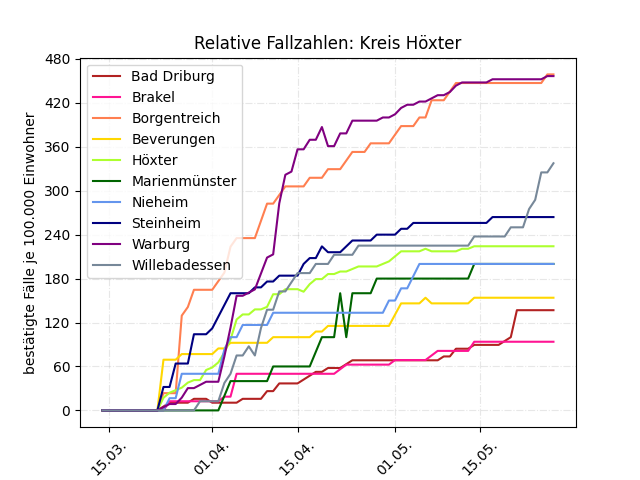 Relative Fallzahlen: Kreis Höxter
bestätigte Fälle je 100.000 Einwohner
480
420
360
300
240
180
120
60
0
Bad Driburg
Brakel
Borgentreich
Beverungen
Höxter
Marienmünster
Nieheim
Steinheim
Warburg
Willebadessen
15.03.
01.04.
15.04.
01.05.
15.05.